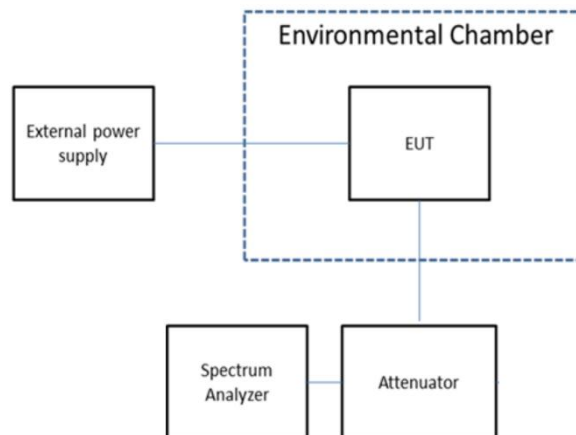 Environmental Chamber
External power
supply
EUT
Spectrum
Analyzer
Attenuator